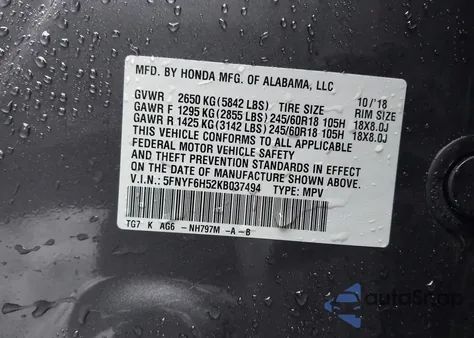 MFD. BY HONDA MFG. OF ALABAMA, LLC 10/'18
GVWR 2650 KG (5842 LBS) TIRE SIZE RIM SIZE
GAWR F 1295 KG (2855 LBS) 245/60R18 105H 18X8.0J
GAWR R 1425 KG (3142 LBS) 245/60R18 105H 18X8.0J
THIS VEHICLE CONFORMS TO ALL APPLICABLE
FEDERAL MOTOR VEHICLE SAFETY
AND THEFT PREVENTION STANDARDS IN EFFECT
ON THE DATE OF MANUFACTURE SHOWN ABOVE.
V.I.N: 5FNYF6H52KB037494 TYPE: MPV
TG7 K AG6 -NH797M -A -B
autoSnap